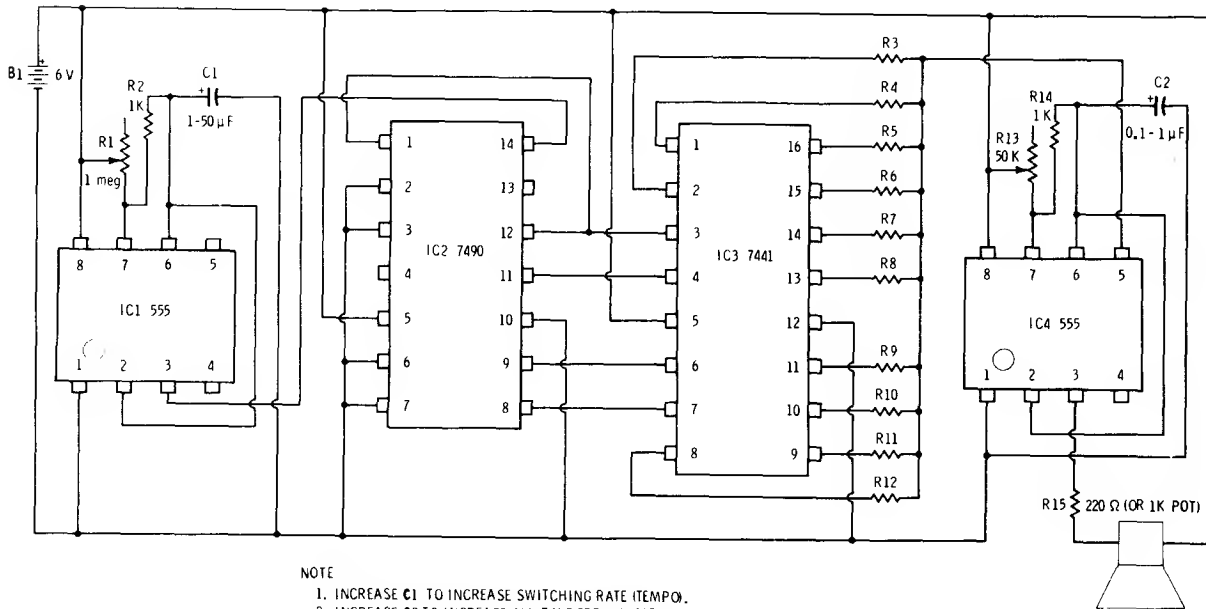 B1
6 V
R1
1 meg
R2
1K
C1
1-50 µF
8 7 6 5
IC1 555
1 2 3 4
1 14
2 13
3 12
IC2 7490
4 11
5 10
6 9
7 8
R3
R4
R5
R6
R7
R8
R9
R10
R11
R12
1 16
2 15
3 14
IC3 7441
4 13
5 12
6 11
7 10
8 9
R13
50 K
R14
1K
C2
0.1-1 µF
8 7 6 5
IC4 555
1 2 3 4
R15 220 Ω (OR 1K POT)
NOTE
1. INCREASE C1 TO INCREASE SWITCHING RATE (TEMPO).